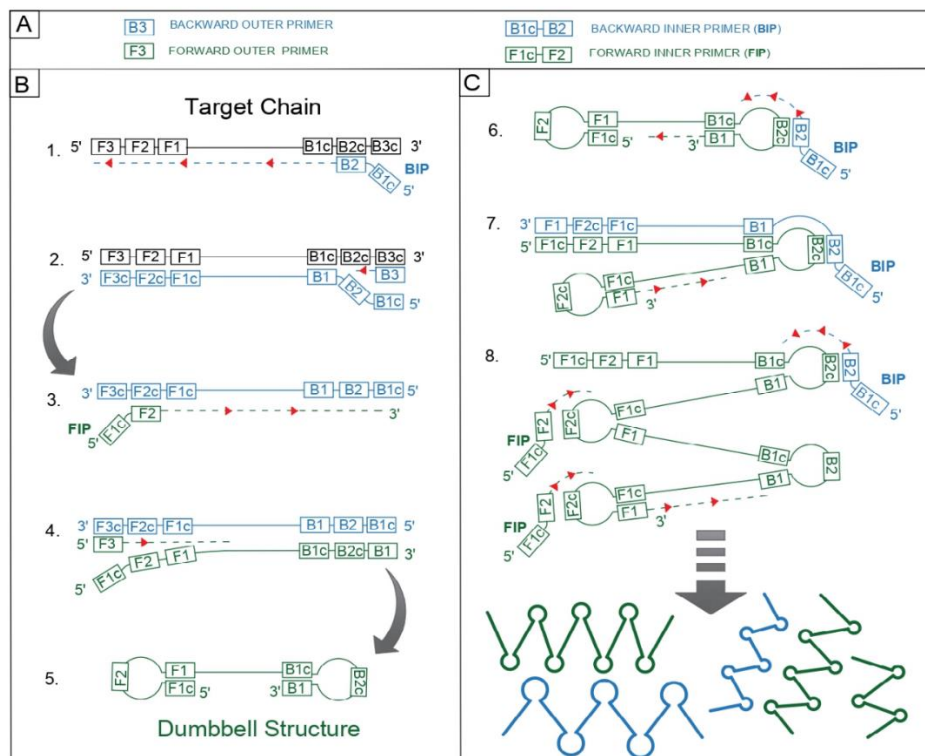 A
B3 BACKWARD OUTER PRIMER
F3 FORWARD OUTER PRIMER
B1c B2 BACKWARD INNER PRIMER (BIP)
F1c F2 FORWARD INNER PRIMER (FIP)
B
Target Chain
1.
5' F3 F2 F1 B1c B2c B3c 3'
B2 BIP
B1c
5'
2.
5' F3 F2 F1 B1c B2c B3c 3'
3' F3c F2c F1c B1 B2 B3
B1c 5'
3.
3' F3c F2c F1c B1 B2 B1c 5'
FIP F2 3'
F1c
5'
4.
3' F3c F2c F1c B1 B2 B1c 5'
5' F3
F1c F2 F1 B1c B2c B1 3'
5'
5.
F2 F1 B1c B2c
F1c 5' 3' B1
Dumbbell Structure
C
6.
F2 F1 B1c B2c B2
F1c 5' 3' B1 BIP
B1c
5'
7.
3' F1 F2c F1c B1
5' F1c F2 F1 B1c B2c B2
BIP
B1
B1c
5'
F2c F1c
F1 3'
8.
5' F1c F2 F1 B1c B2c B2
BIP
B1
B1c
5'
FIP F2 F2c F1c
F1c F1
5'
B1c B2
B1
FIP F2 F2c F1c
F1c F1 3'
5'